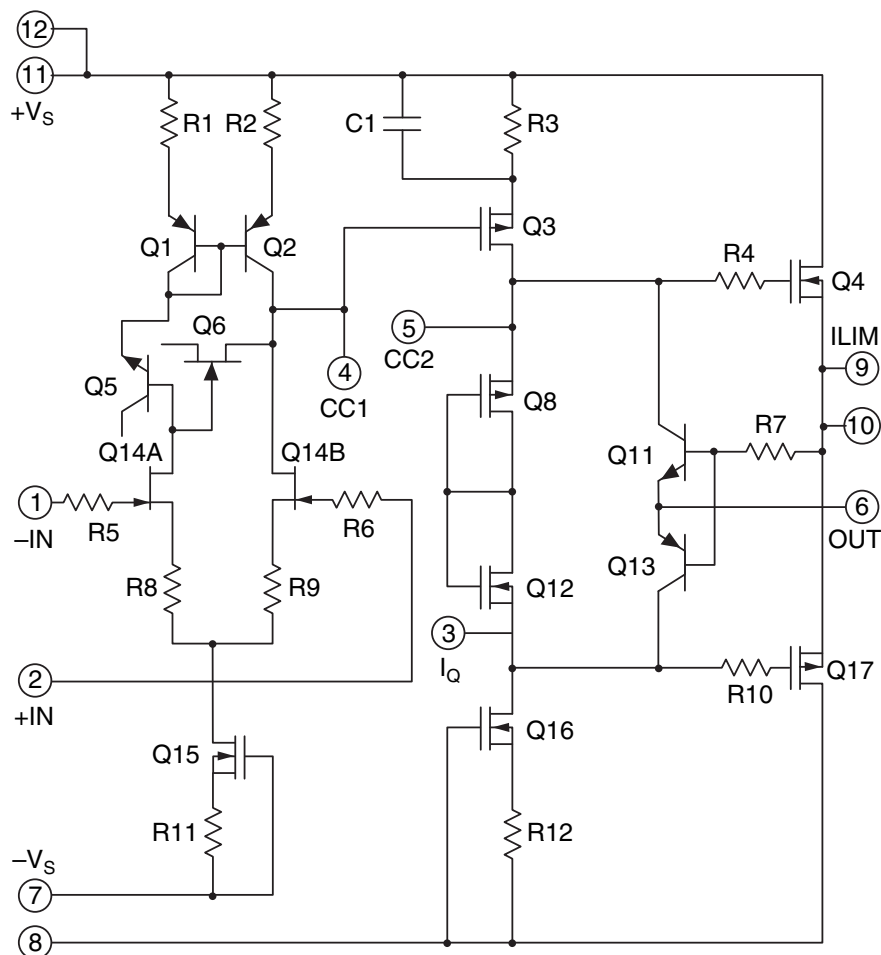 12
11
+VS
R1
R2
C1
R3
Q1
Q2
Q3
R4
Q4
Q6
5
CC2
ILIM
9
4
CC1
Q5
Q8
10
Q14A
Q14B
R7
Q11
1
–IN
R5
R6
6
OUT
R8
R9
Q13
Q12
3
IQ
2
+IN
R10
Q17
Q15
Q16
R11
R12
–VS
7
8